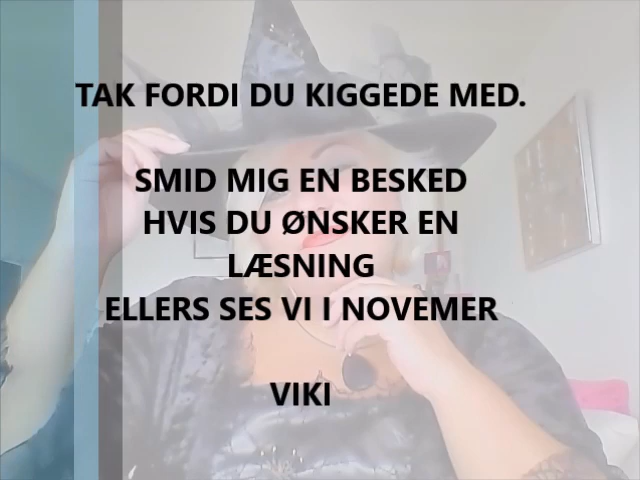 TAK FORDI DU KIGGEDE MED.
SMID MIG EN BESKED
HVIS DU ØNSKER EN
LÆSNING
ELLERS SES VI I NOVEMER
VIKI